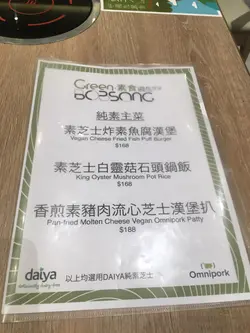 Green 素食
純素主菜
素芝士炸素魚腐漢堡
Vegan Cheese Fried Fish Puff Burger
$168
素芝士白靈菇石頭鍋飯
King Oyster Mushroom Pot Rice
$168
香煎素豬肉流心芝士漢堡扒
Pan-fried Molten Cheese Vegan Omnipork Patty
$188
daiya
以上均選用DAIYA純素芝士
Omnipork